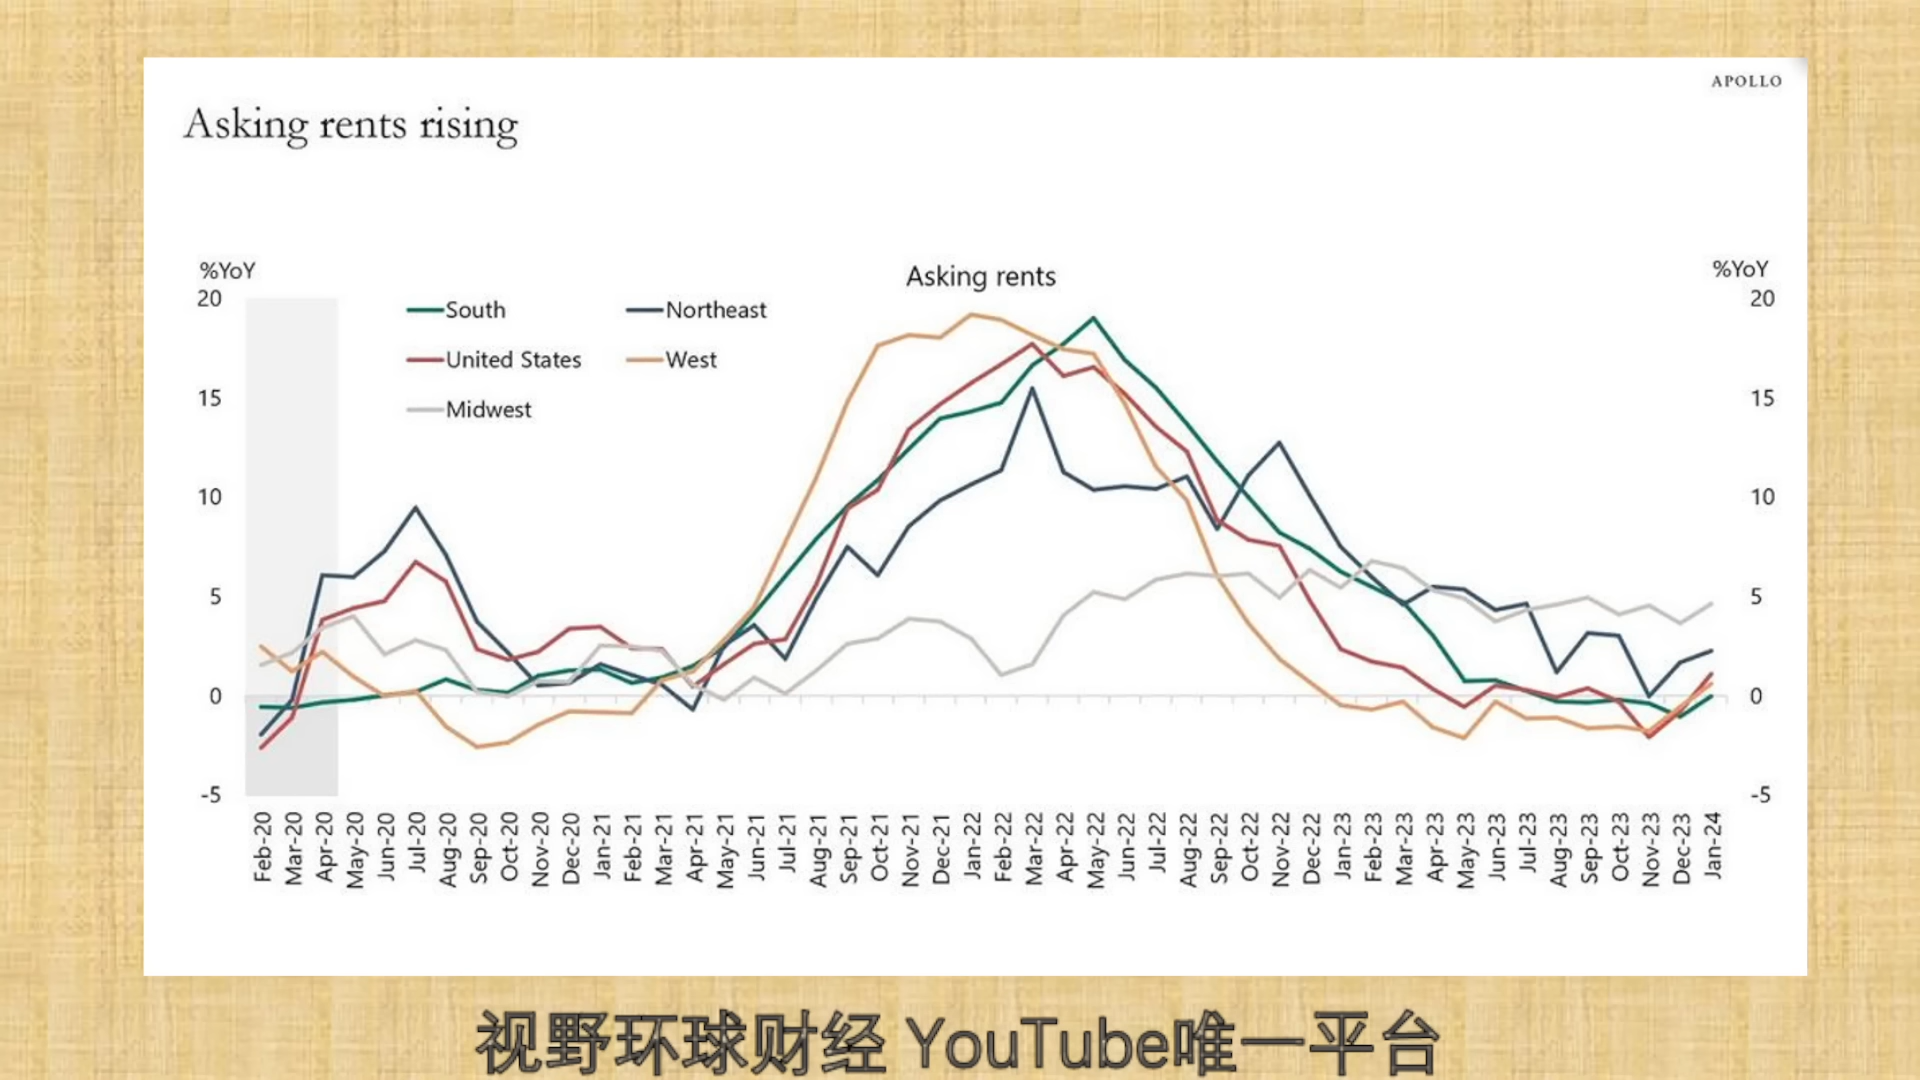 APOLLO
Asking rents rising
Asking rents
%YoY
%YoY
South
Northeast
United States
West
Midwest
20
15
10
5
0
-5
20
15
10
5
0
-5
Feb-20
Mar-20
Apr-20
May-20
Jun-20
Jul-20
Aug-20
Sep-20
Oct-20
Nov-20
Dec-20
Jan-21
Feb-21
Mar-21
Apr-21
May-21
Jun-21
Jul-21
Aug-21
Sep-21
Oct-21
Nov-21
Dec-21
Jan-22
Feb-22
Mar-22
Apr-22
May-22
Jun-22
Jul-22
Aug-22
Sep-22
Oct-22
Nov-22
Dec-22
Jan-23
Feb-23
Mar-23
Apr-23
May-23
Jun-23
Jul-23
Aug-23
Sep-23
Oct-23
Nov-23
Dec-23
Jan-24
视野环球财经 YouTube唯一平台